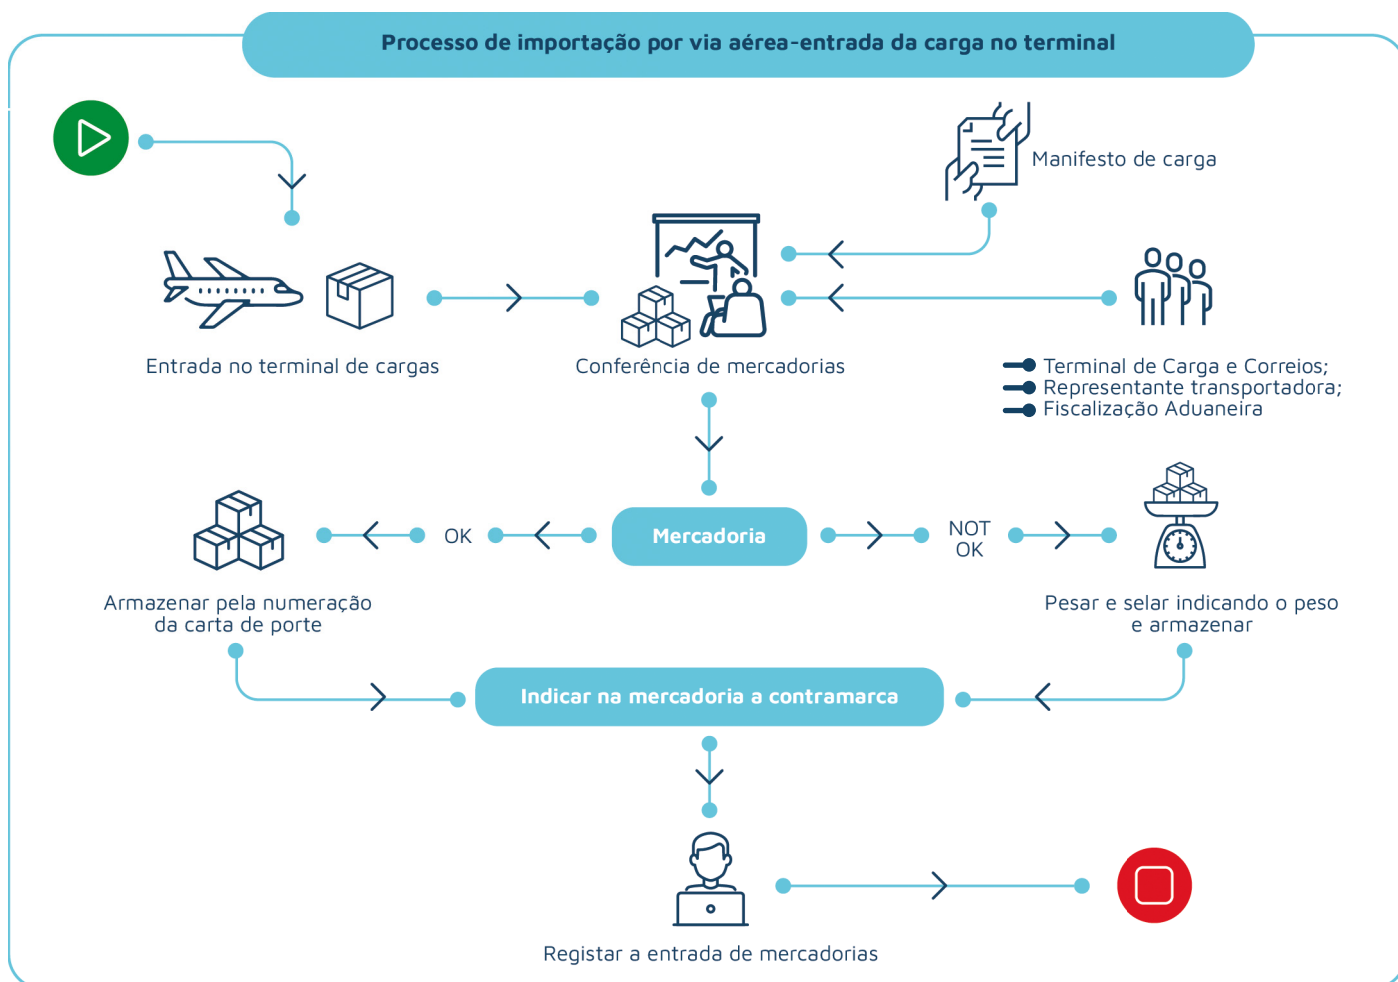 Processo de importação por via aérea-entrada da carga no terminal
Manifesto de carga
Entrada no terminal de cargas
Conferência de mercadorias
Terminal de Carga e Correios;
Representante transportadora;
Fiscalização Aduaneira
OK
Mercadoria
NOT
OK
Armazenar pela numeração
da carta de porte
Pesar e selar indicando o peso
e armazenar
Indicar na mercadoria a contramarca
Registar a entrada de mercadorias